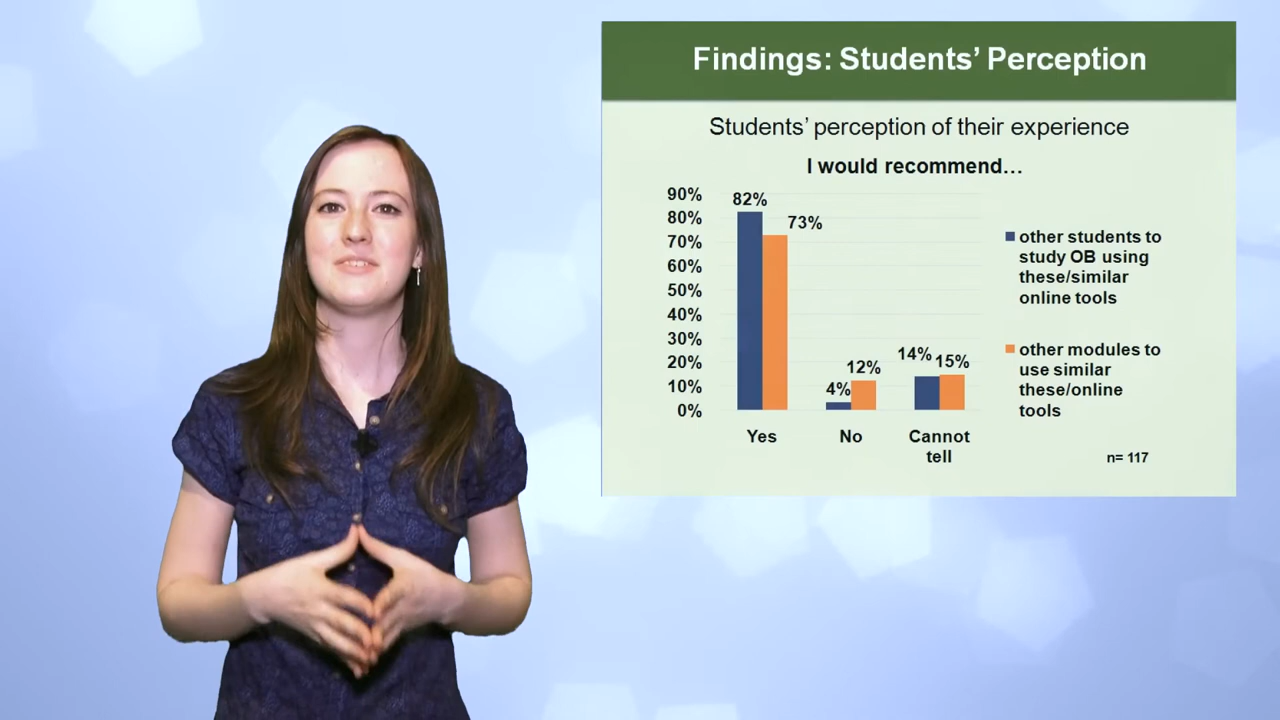 Findings: Students' Perception
Students' perception of their experience
I would recommend…
90%
80%
70%
60%
50%
40%
30%
20%
10%
0%
82%
73%
4%
12%
14%
15%
Yes
No
Cannot
tell
other students to
study OB using
these/similar
online tools
other modules to
use similar
these/online
tools
n= 117